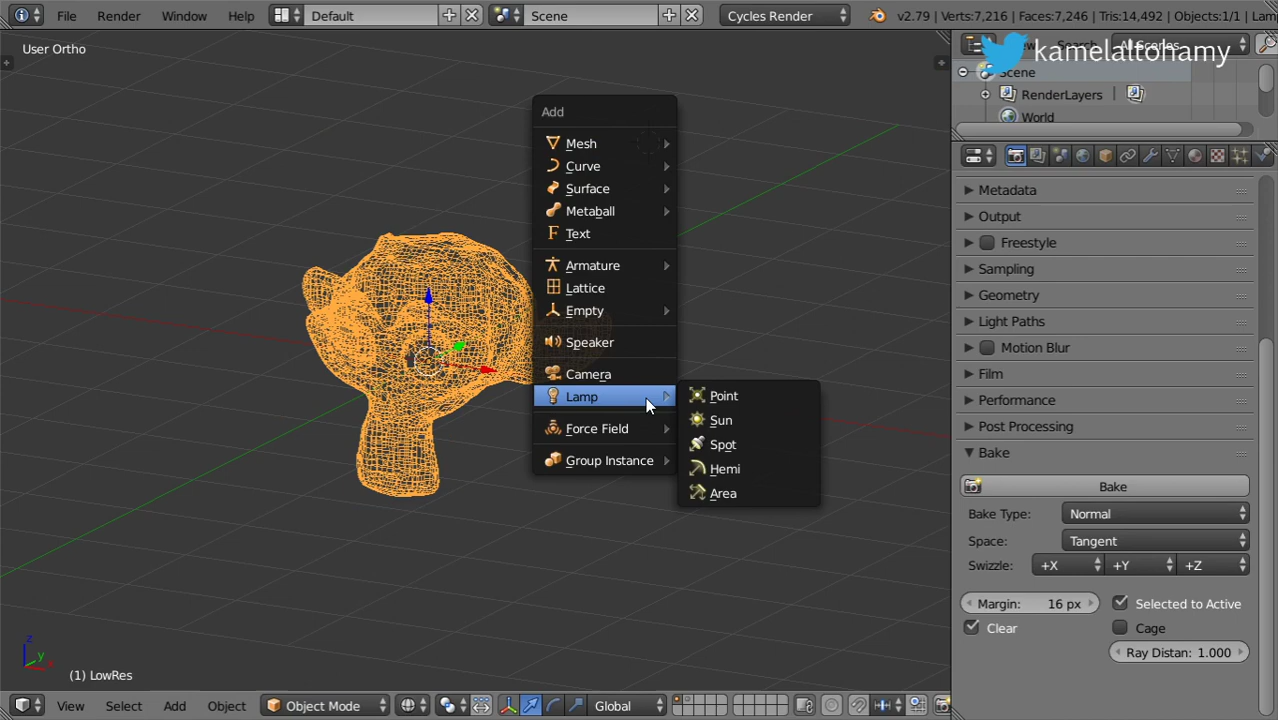 File Render Window Help Default Scene Cycles Render v2.79 | Verts:7,216 | Faces:7,246 | Tris:14,492 | Objects:1/1 | Lam
User Ortho
kamelaltohamy
Scene
RenderLayers
World
Add
Mesh
Curve
Surface
Metaball
Text
Armature
Lattice
Empty
Speaker
Camera
Lamp
Force Field
Group Instance
Point
Sun
Spot
Hemi
Area
Metadata
Output
Freestyle
Sampling
Geometry
Light Paths
Motion Blur
Film
Performance
Post Processing
Bake
Bake
Bake Type: Normal
Space: Tangent
Swizzle: +X +Y +Z
Margin: 16 px Selected to Active
Clear Cage
Ray Distan: 1.000
z
y
x
(1) LowRes
View Select Add Object Object Mode Global